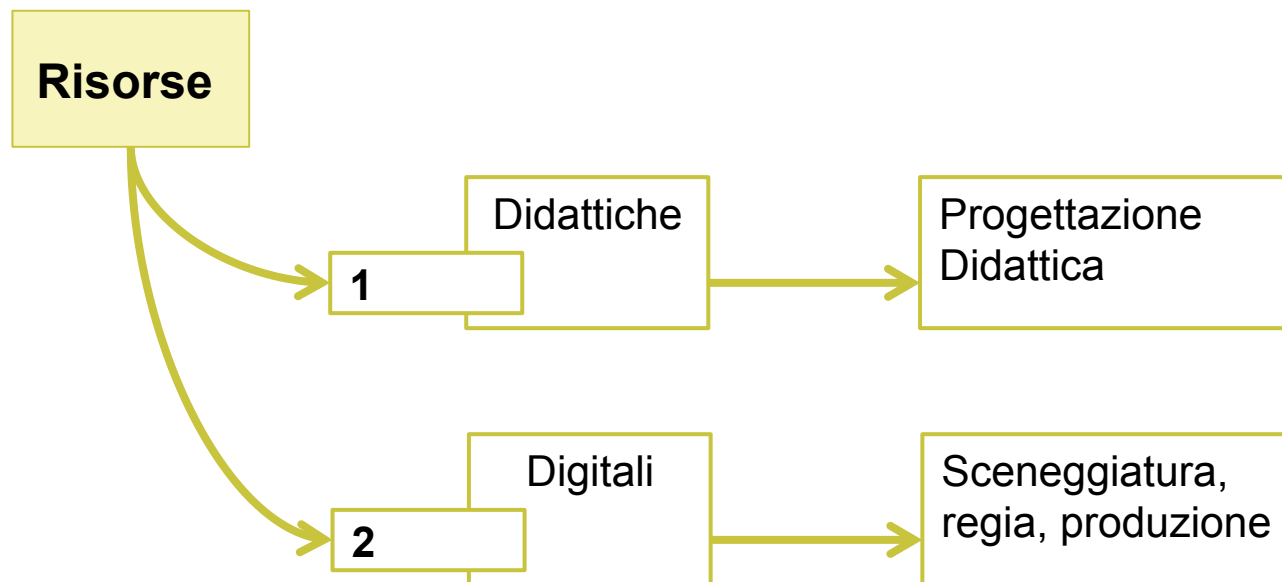 Risorse
Didattiche
1
Progettazione
Didattica
Digitali
2
Sceneggiatura,
regia, produzione